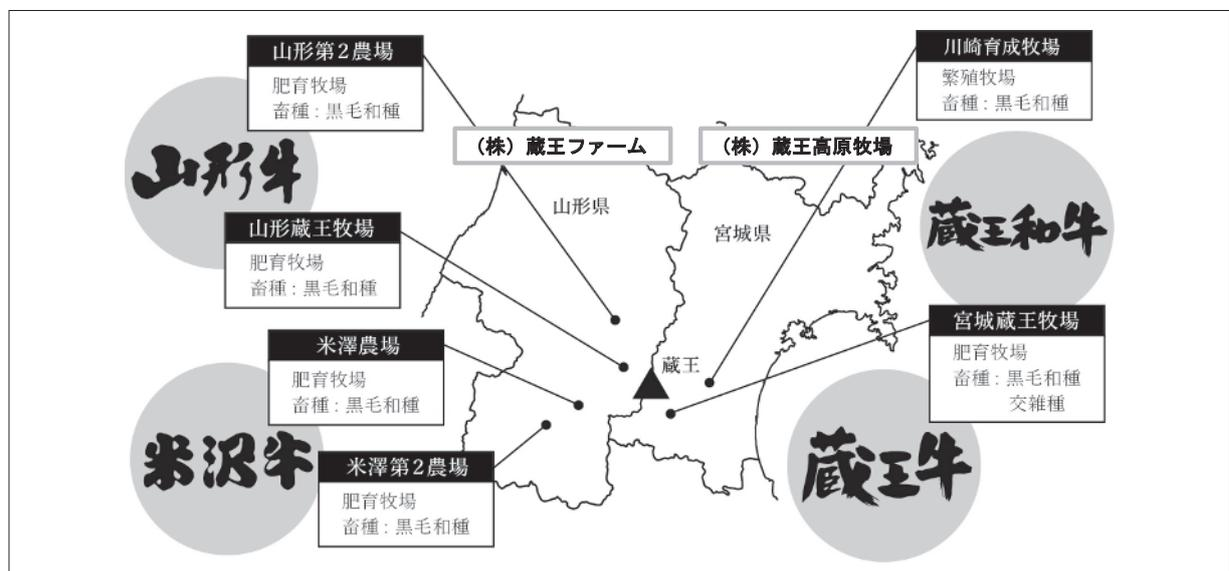 山形第2農場
肥育牧場
畜種：黒毛和種
川崎育成牧場
繁殖牧場
畜種：黒毛和種
（株）蔵王ファーム
（株）蔵王高原牧場
山形牛
山形県
宮城県
蔵王和牛
山形蔵王牧場
肥育牧場
畜種：黒毛和種
宮城蔵王牧場
肥育牧場
畜種：黒毛和種
交雑種
米澤農場
肥育牧場
畜種：黒毛和種
蔵王
米沢牛
米澤第2農場
肥育牧場
畜種：黒毛和種
蔵王牛